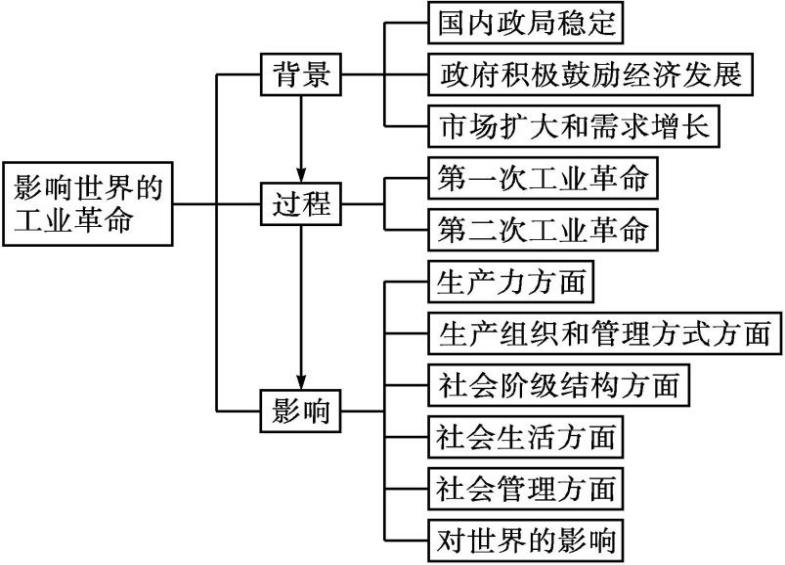 影响世界的
工业革命
背景
国内政局稳定
政府积极鼓励经济发展
市场扩大和需求增长
过程
第一次工业革命
第二次工业革命
影响
生产力方面
生产组织和管理方式方面
社会阶级结构方面
社会生活方面
社会管理方面
对世界的影响